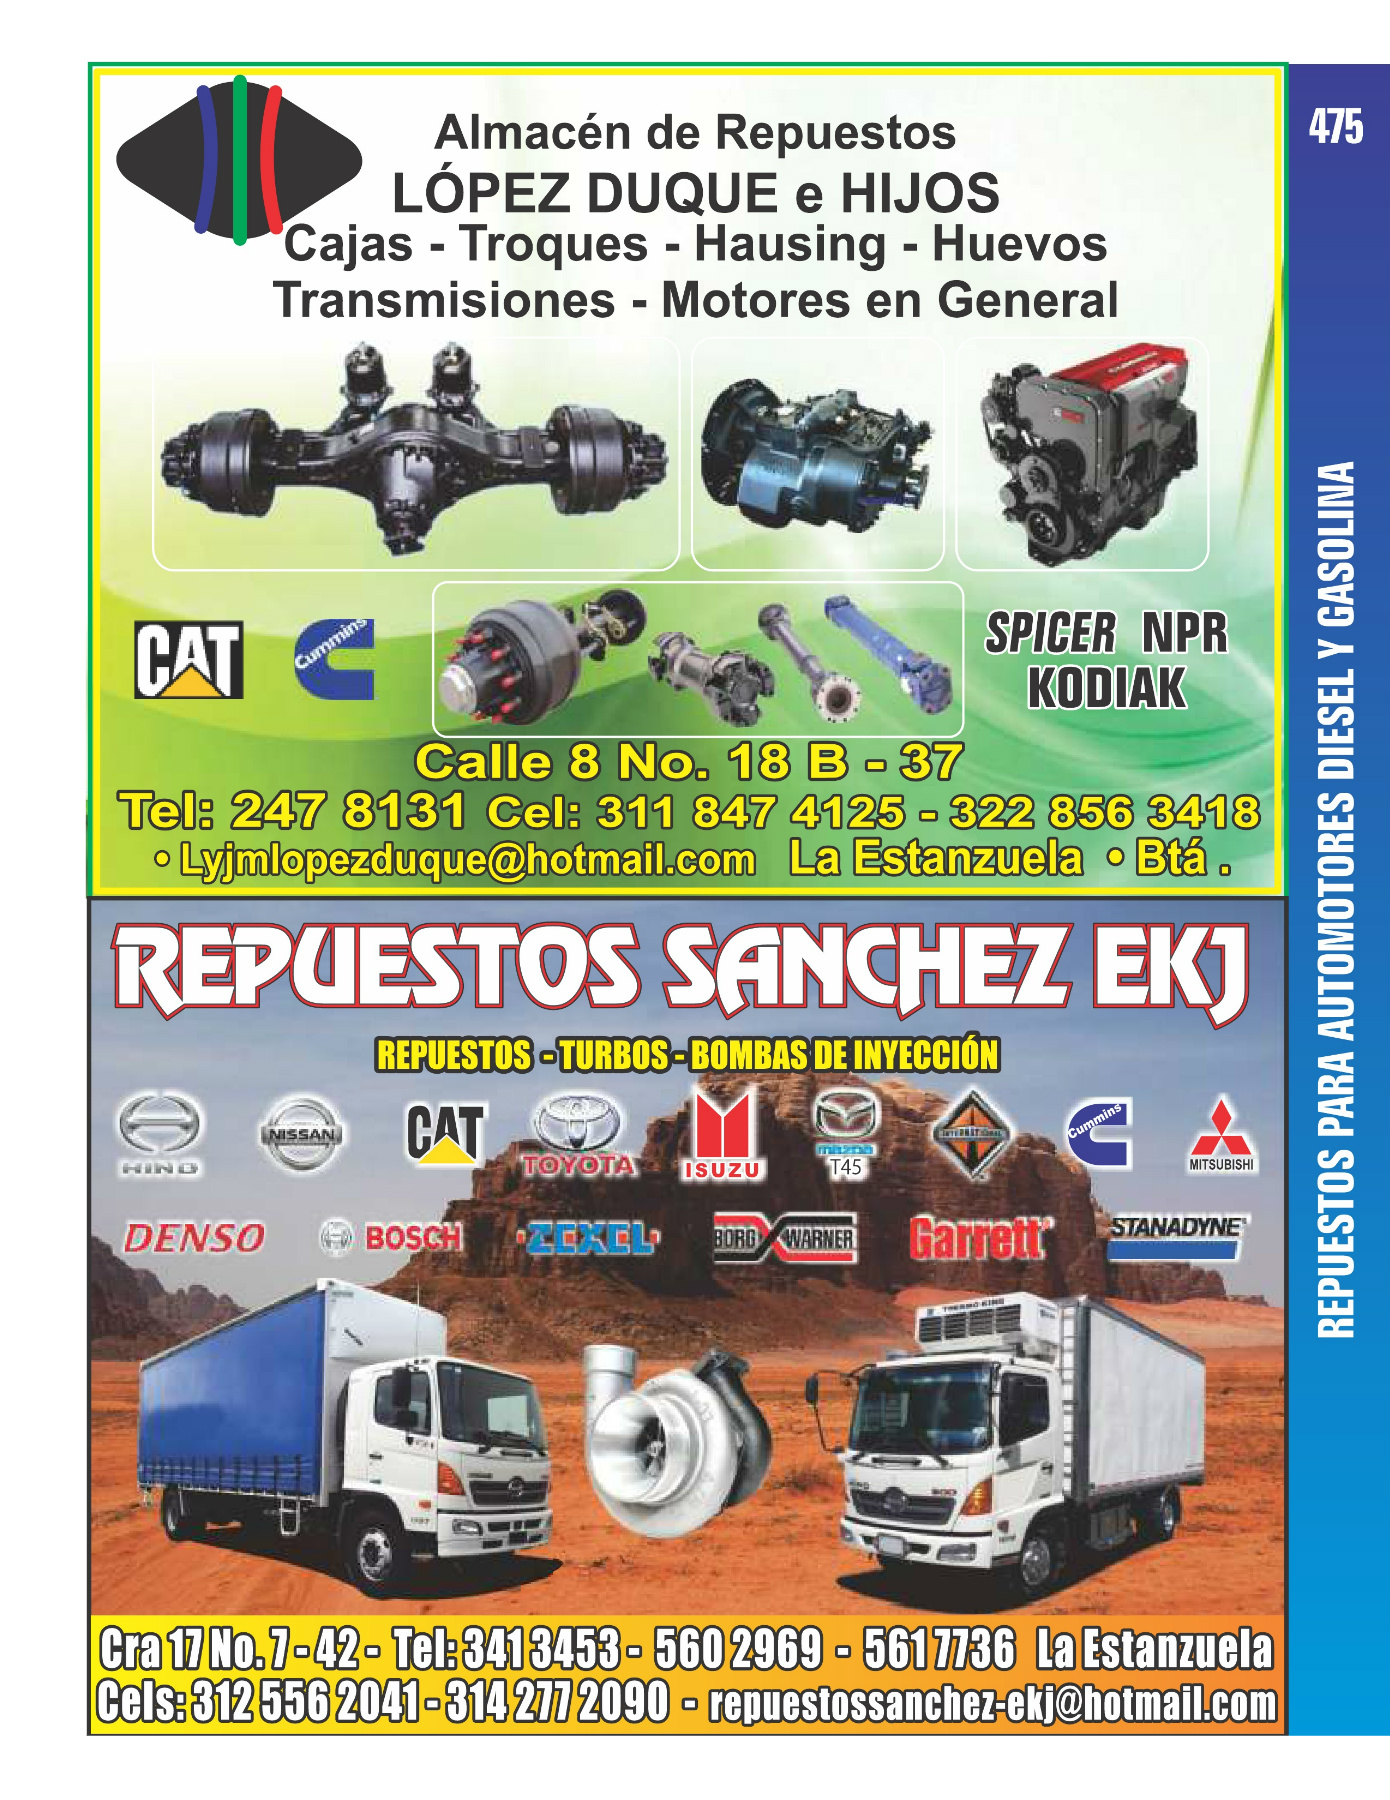 475
Almacén de Repuestos
LÓPEZ DUQUE e HIJOS
Cajas - Troques - Hausing - Huevos
Transmisiones - Motores en General
CAT
Cummins
SPICER NPR
KODIAK
Calle 8 No. 18 B - 37
Tel: 247 8131 Cel: 311 847 4125 - 322 856 3418
• Lyjmlopezduque@hotmail.com La Estanzuela • Btá .
REPUESTOS SANCHEZ EKJ
REPUESTOS - TURBOS - BOMBAS DE INYECCIÓN
HINO
NISSAN
CAT
TOYOTA
ISUZU
mazda
T45
INTERNATIONAL
Cummins
MITSUBISHI
DENSO
BOSCH
ZEXEL
BORG WARNER
Garrett
STANADYNE
THERMO KING
HINO 500
Cra 17 No. 7 - 42 - Tel: 341 3453 - 560 2969 - 561 7736 La Estanzuela
Cels: 312 556 2041 - 314 277 2090 - repuestossanchez-ekj@hotmail.com
REPUESTOS PARA AUTOMOTORES DIESEL Y GASOLINA